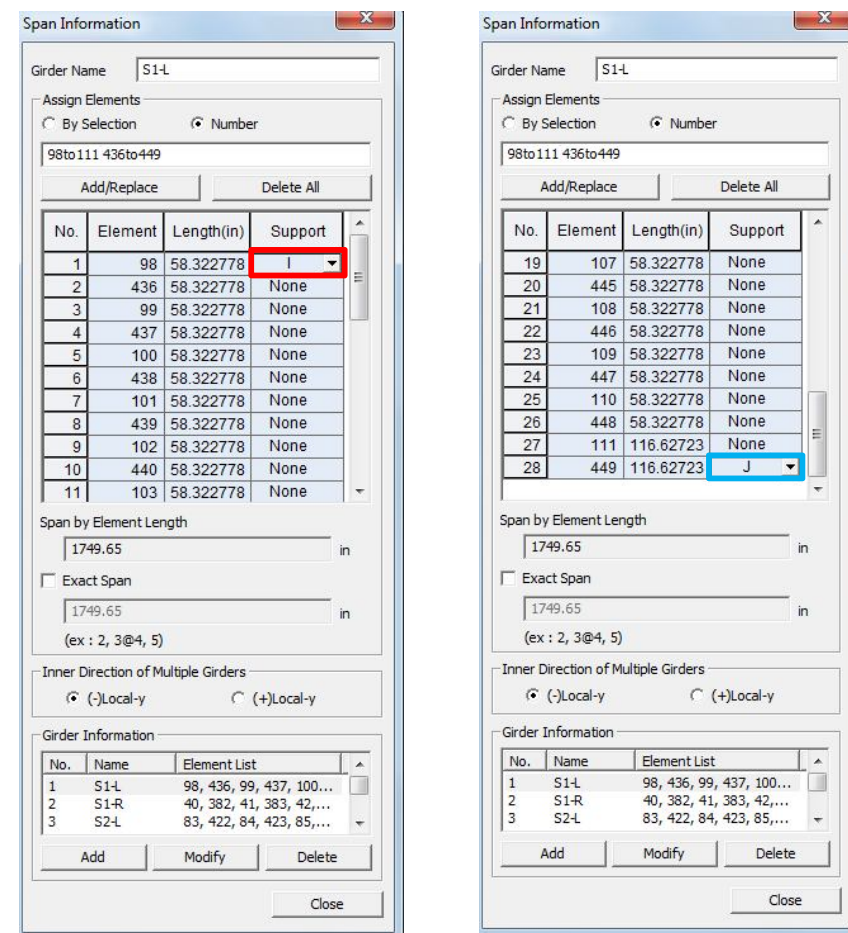 Span Information
X
Girder Name S1-L
Assign Elements
By Selection Number
98to111 436to449
Add/Replace Delete All
No. Element Length(in) Support
1 98 58.322778 I
2 436 58.322778 None
3 99 58.322778 None
4 437 58.322778 None
5 100 58.322778 None
6 438 58.322778 None
7 101 58.322778 None
8 439 58.322778 None
9 102 58.322778 None
10 440 58.322778 None
11 103 58.322778 None
Span by Element Length
1749.65 in
Exact Span
1749.65 in
(ex : 2, 3@4, 5)
Inner Direction of Multiple Girders
(-)Local-y (+)Local-y
Girder Information
No. Name Element List
1 S1-L 98, 436, 99, 437, 100...
2 S1-R 40, 382, 41, 383, 42,...
3 S2-L 83, 422, 84, 423, 85,...
Add Modify Delete
Close
Span Information
X
Girder Name S1-L
Assign Elements
By Selection Number
98to111 436to449
Add/Replace Delete All
No. Element Length(in) Support
19 107 58.322778 None
20 445 58.322778 None
21 108 58.322778 None
22 446 58.322778 None
23 109 58.322778 None
24 447 58.322778 None
25 110 58.322778 None
26 448 58.322778 None
27 111 116.62723 None
28 449 116.62723 J
Span by Element Length
1749.65 in
Exact Span
1749.65 in
(ex : 2, 3@4, 5)
Inner Direction of Multiple Girders
(-)Local-y (+)Local-y
Girder Information
No. Name Element List
1 S1-L 98, 436, 99, 437, 100...
2 S1-R 40, 382, 41, 383, 42,...
3 S2-L 83, 422, 84, 423, 85,...
Add Modify Delete
Close